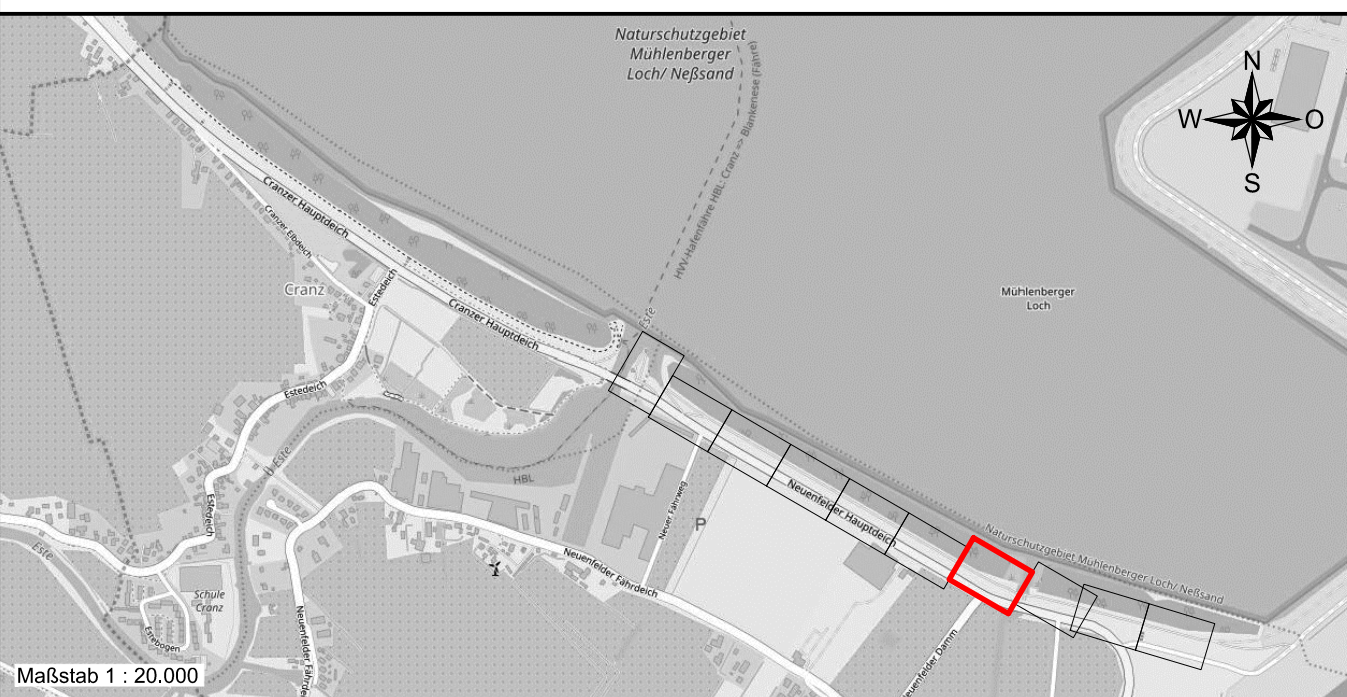 Naturschutzgebiet
Mühlenberger
Loch/ Neßsand
N
W
O
S
HVV-Hafenfähre HBL: Cranz => Blankenese (Fähre)
Cranzer Hauptdeich
Cranzer Elbdeich
Cranz
Estedeich
Mühlenberger
Loch
Cranzer Hauptdeich
Este
Estedeich
Este
HBL
Estedeich
Neuer Fährweg
P
Neuenfelder Hauptdeich
Naturschutzgebiet Mühlenberger Loch/ Neßsand
Este
Neuenfelder Fährdeich
Schule
Cranz
Estebogen
Neuenfelder Fährdei
Neuenfelder Damm
Maßstab 1 : 20.000